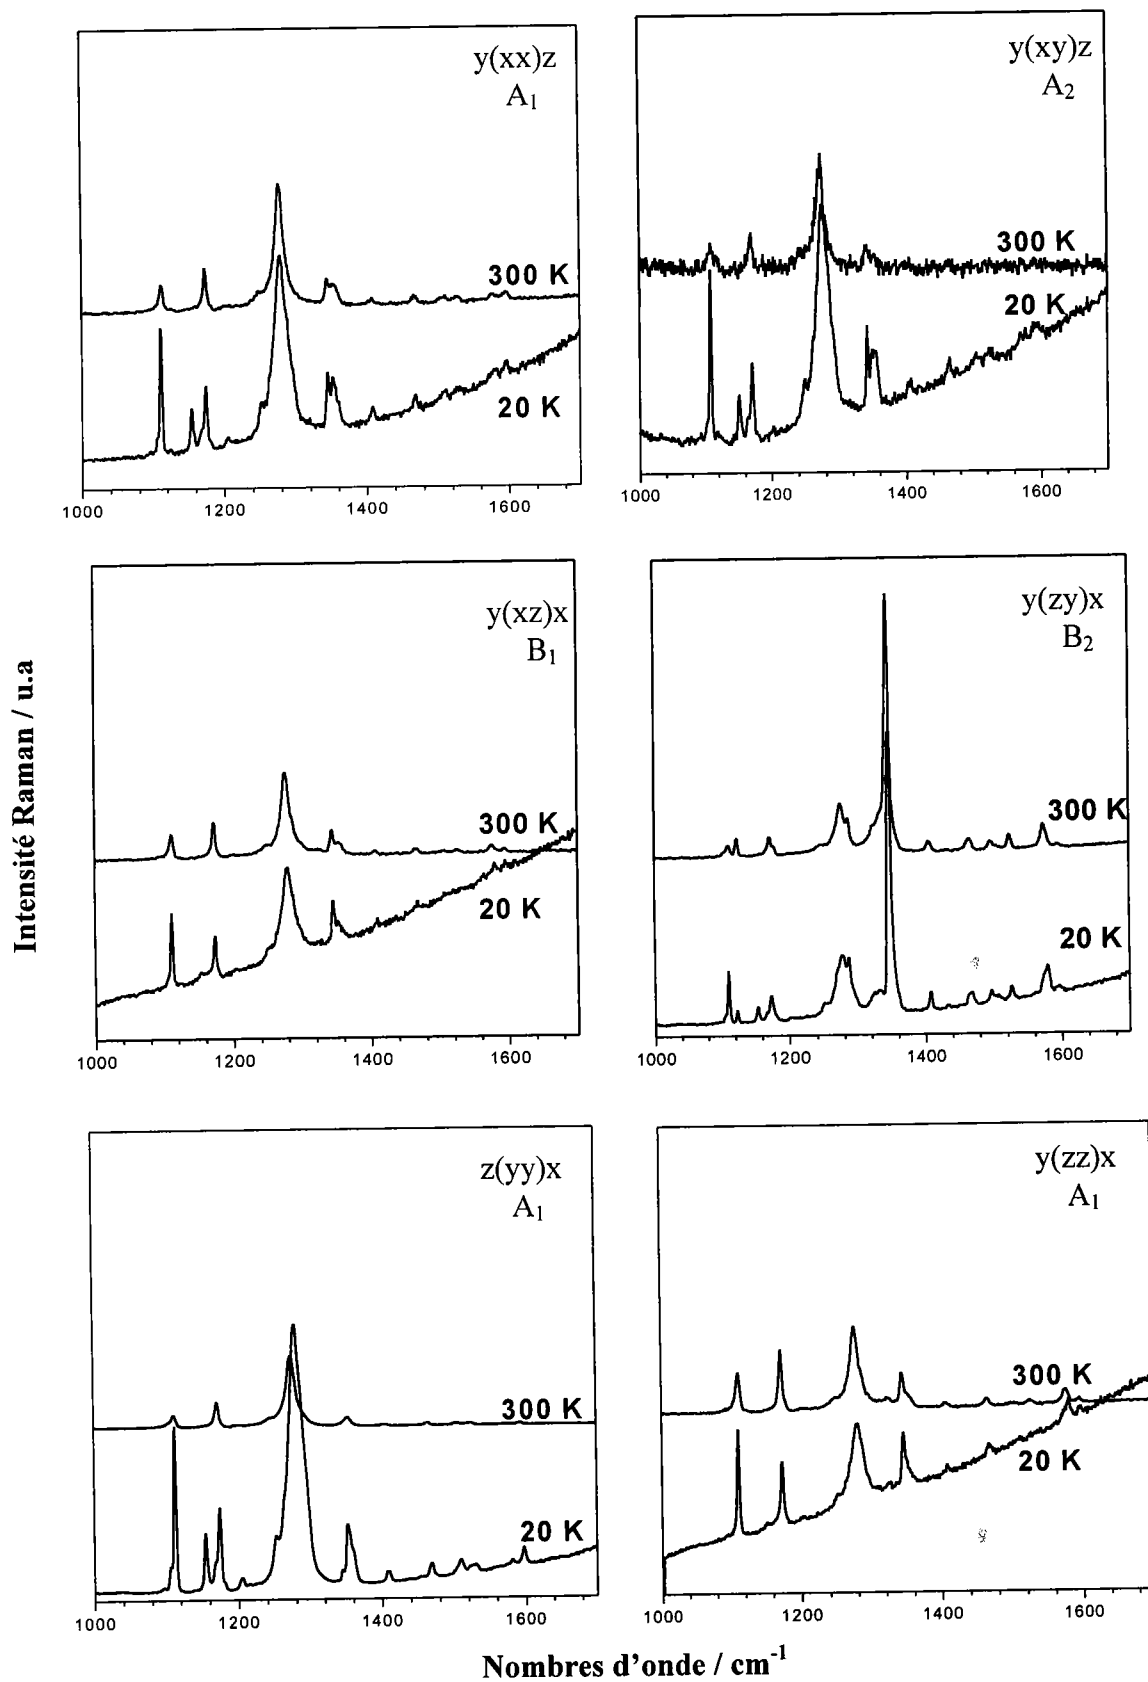 y(xx)z
A₁
300 K
20 K
1000 1200 1400 1600
y(xy)z
A₂
300 K
20 K
1000 1200 1400 1600
y(xz)x
B₁
300 K
20 K
1000 1200 1400 1600
y(zy)x
B₂
300 K
20 K
1000 1200 1400 1600
Intensité Raman / u.a
z(yy)x
A₁
300 K
20 K
1000 1200 1400 1600
y(zz)x
A₁
300 K
20 K
1000 1200 1400 1600
Nombres d’onde / cm⁻¹